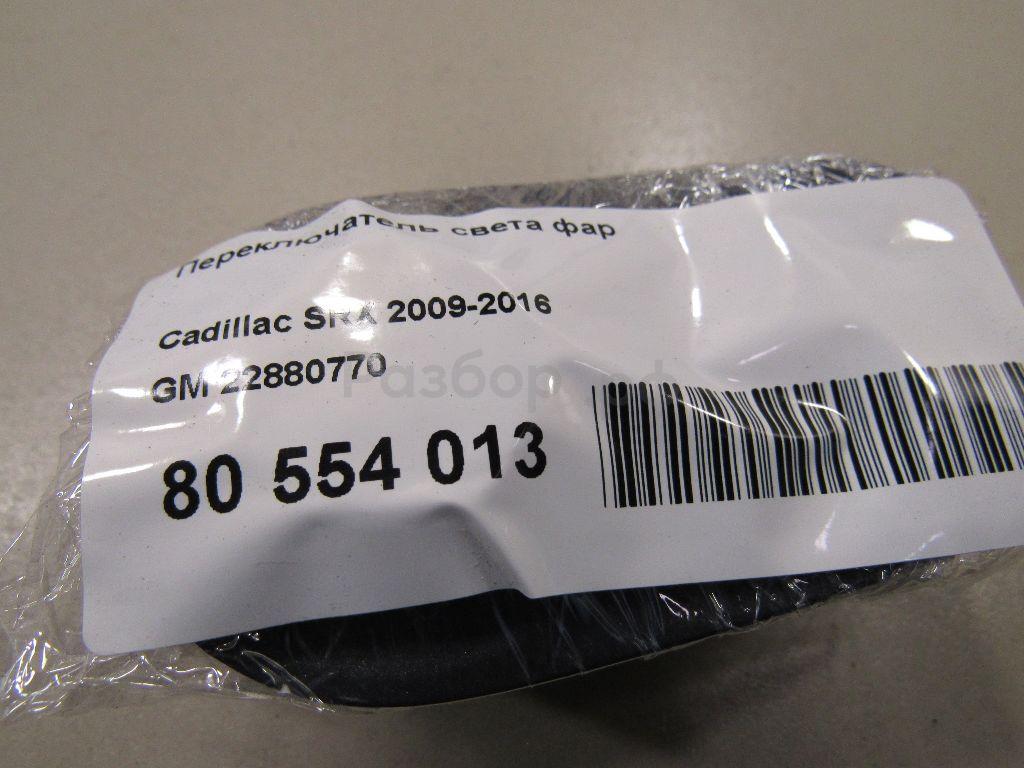 Переключатель света фар
Cadillac SRX 2009-2016
GM 22880770
80 554 013